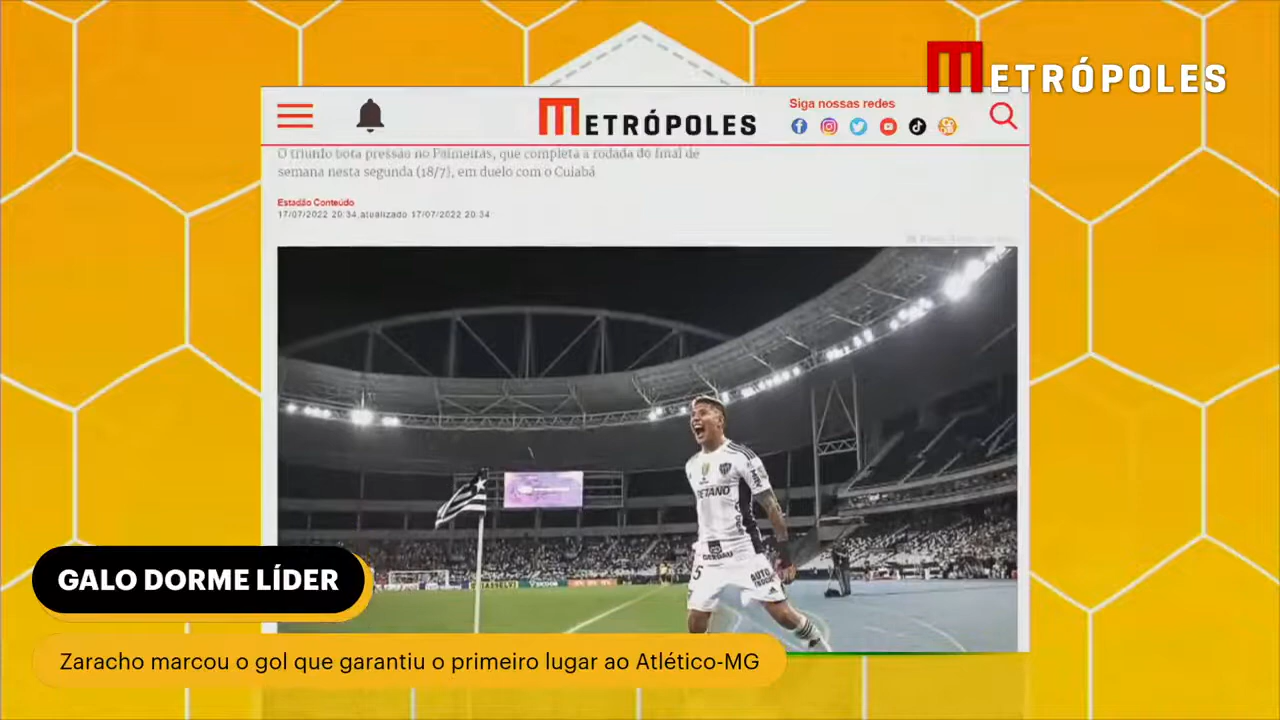 METRÓPOLES
Siga nossas redes
METRÓPOLES
O triunfo bota pressão no Palmeiras, que completa a rodada do final de
semana nesta segunda (18/7), em duelo com o Cuiabá
Estadão Conteúdo
17/07/2022 20:34,atualizado 17/07/2022 20:34
BETANO
GALO DORME LÍDER
Zaracho marcou o gol que garantiu o primeiro lugar ao Atlético-MG